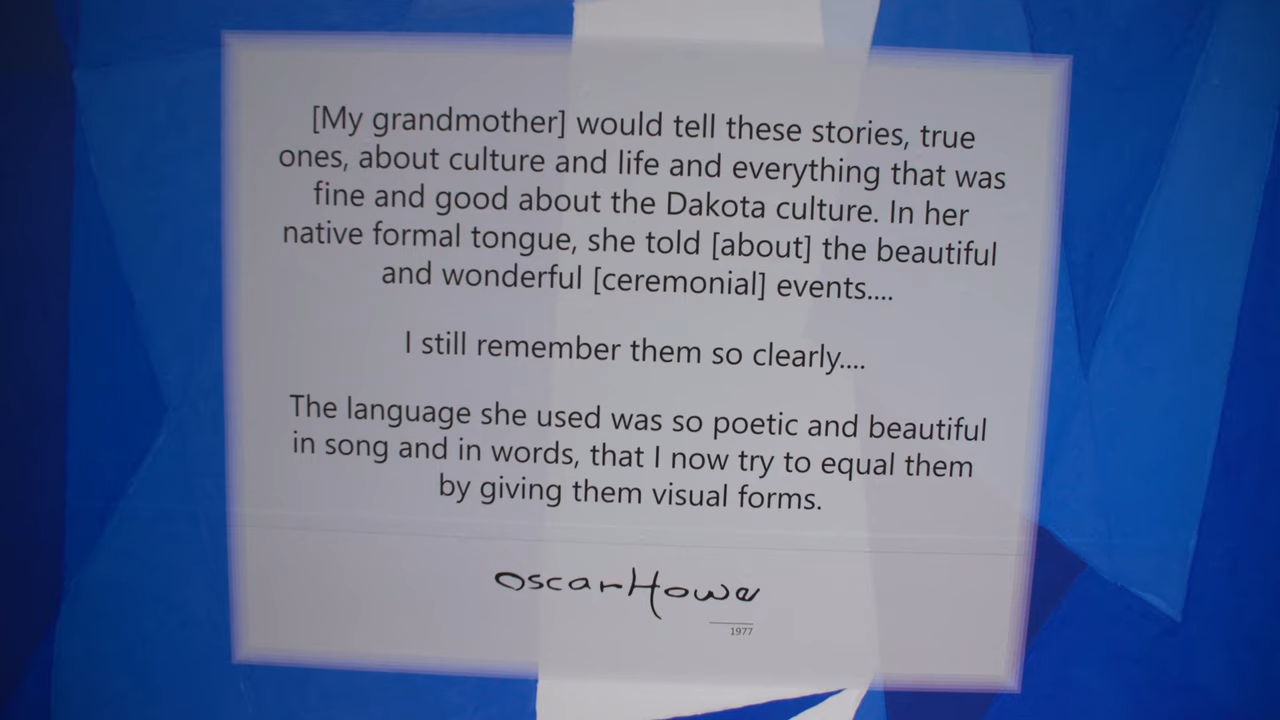 [My grandmother] would tell these stories, true
ones, about culture and life and everything that was
fine and good about the Dakota culture. In her
native formal tongue, she told [about] the beautiful
and wonderful [ceremonial] events....
I still remember them so clearly....
The language she used was so poetic and beautiful
in song and in words, that I now try to equal them
by giving them visual forms.
Oscar Howe
1977